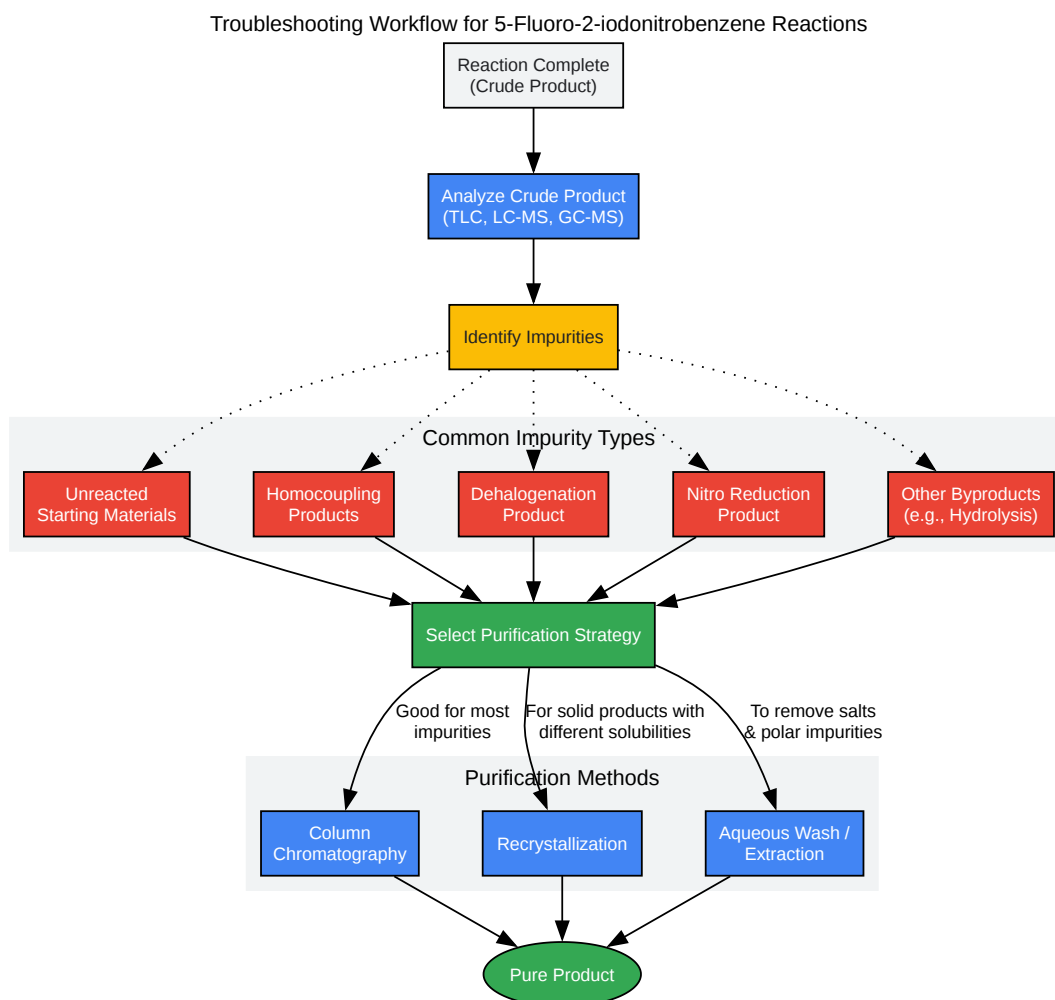 Troubleshooting Workflow for 5-Fluoro-2-iodonitrobenzene Reactions
Reaction Complete
(Crude Product)
Analyze Crude Product
(TLC, LC-MS, GC-MS)
Identify Impurities
Common Impurity Types
Unreacted
Starting Materials
Homocoupling
Products
Dehalogenation
Product
Nitro Reduction
Product
Other Byproducts
(e.g., Hydrolysis)
Select Purification Strategy
Good for most
impurities
For solid products with
different solubilities
To remove salts
& polar impurities
Purification Methods
Column
Chromatography
Recrystallization
Aqueous Wash /
Extraction
Pure Product